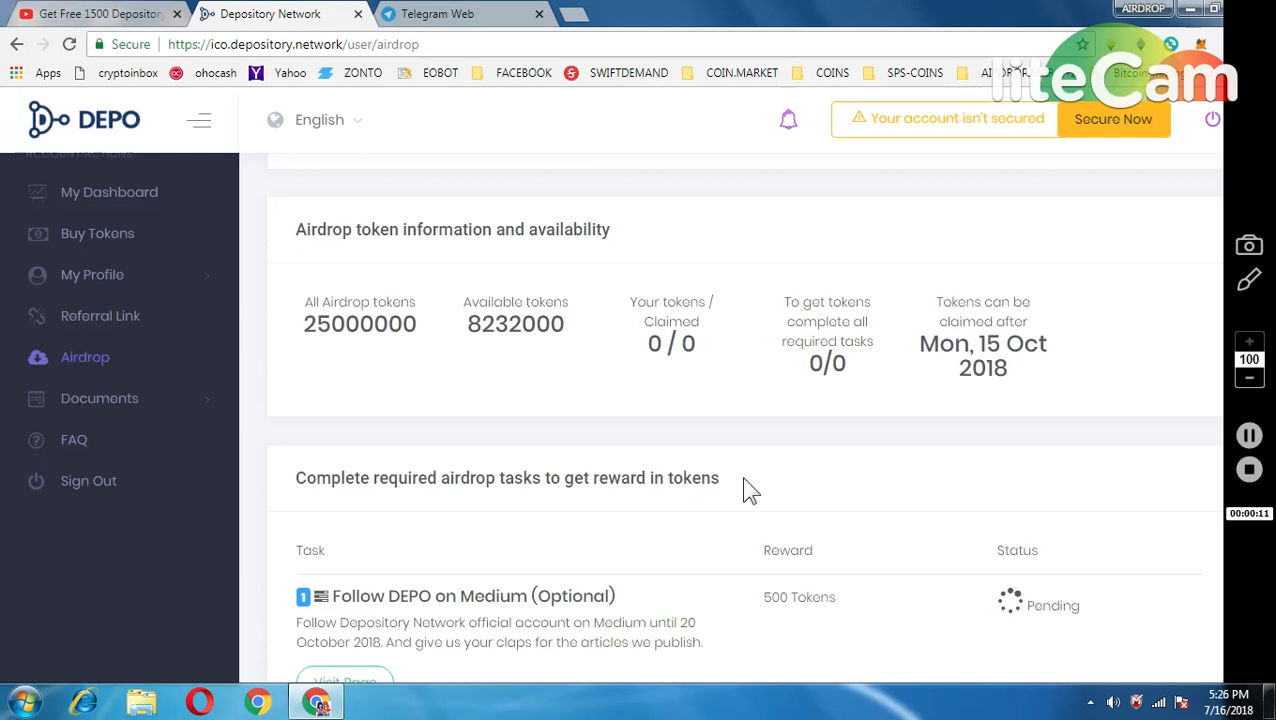 Get Free 1500 Depository
Depository Network
Telegram Web
AIRDROP
Secure
https://ico.depository.network/user/airdrop
Apps
cryptoinbox
ohocash
Yahoo
ZONTO
EOBOT
FACEBOOK
SWIFTDEMAND
COIN.MARKET
COINS
SPS-COINS
liteCam
DEPO
English
Your account isn't secured
Secure Now
ACCOUNT ACTIONS
My Dashboard
Buy Tokens
My Profile
Referral Link
Airdrop
Documents
FAQ
Sign Out
Airdrop token information and availability
All Airdrop tokens
25000000
Available tokens
8232000
Your tokens /
Claimed
0 / 0
To get tokens
complete all
required tasks
0/0
Tokens can be
claimed after
Mon, 15 Oct
2018
Complete required airdrop tasks to get reward in tokens
Task
Reward
Status
1 Follow DEPO on Medium (Optional)
500 Tokens
Pending
Follow Depository Network official account on Medium until 20
October 2018. And give us your claps for the articles we publish.
Visit Page
100
00:00:11
5:26 PM
7/16/2018